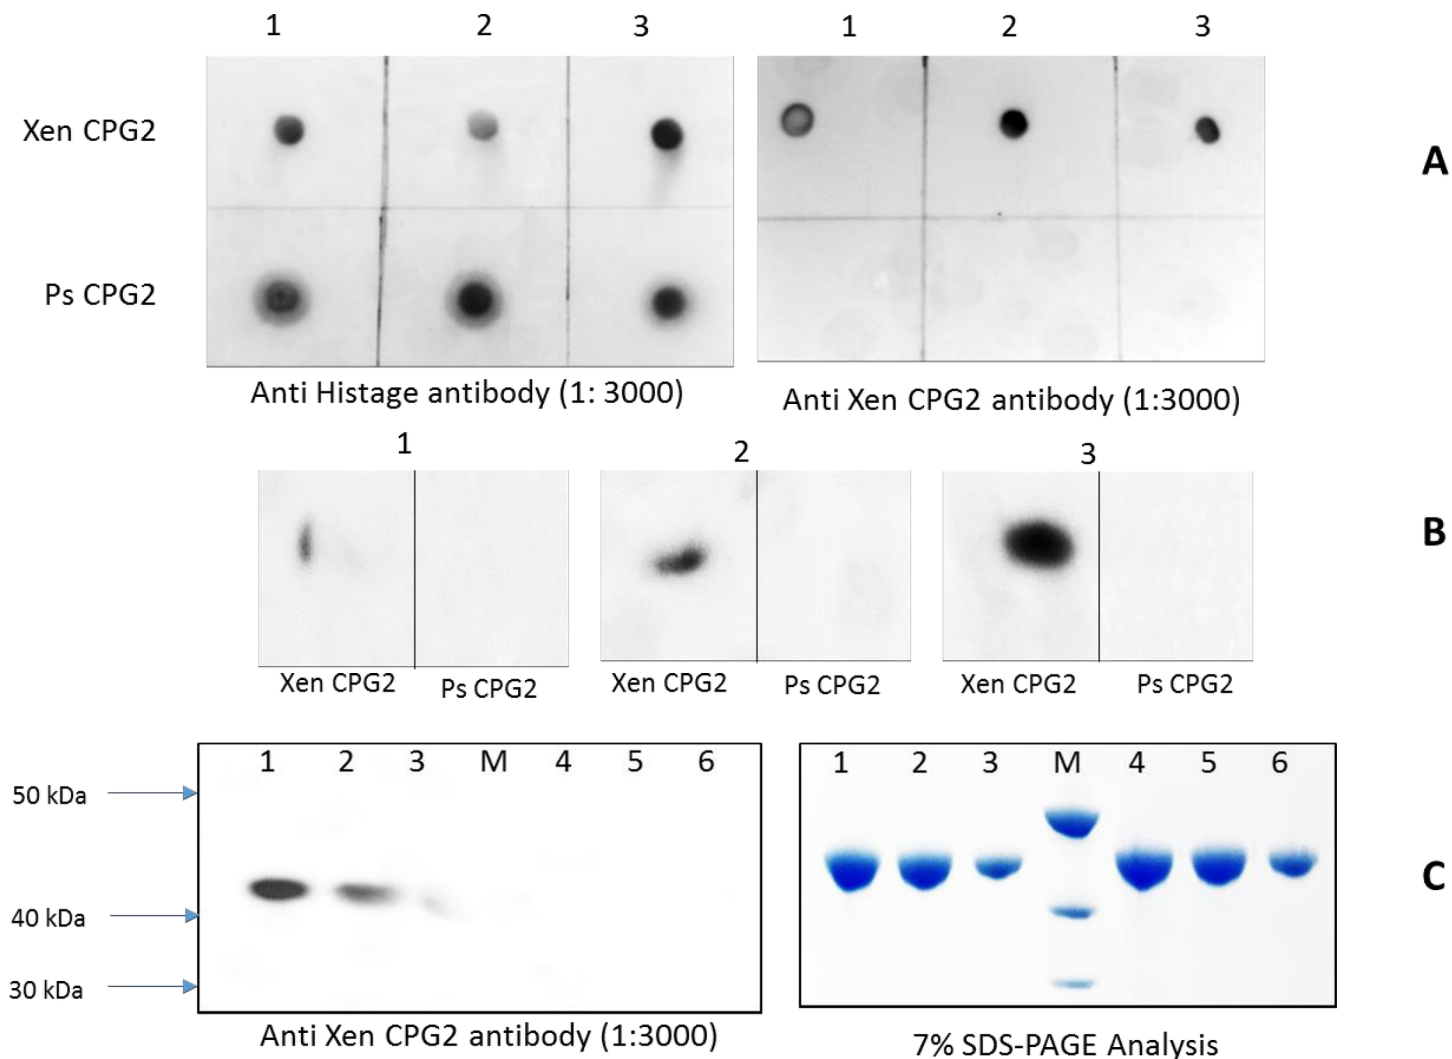 1 2 3 1 2 3
Xen CPG2
A
Ps CPG2
Anti Histage antibody (1: 3000) Anti Xen CPG2 antibody (1:3000)
1 2 3
B
Xen CPG2 Ps CPG2 Xen CPG2 Ps CPG2 Xen CPG2 Ps CPG2
1 2 3 M 4 5 6 1 2 3 M 4 5 6
50 kDa
C
40 kDa
30 kDa
Anti Xen CPG2 antibody (1:3000) 7% SDS-PAGE Analysis